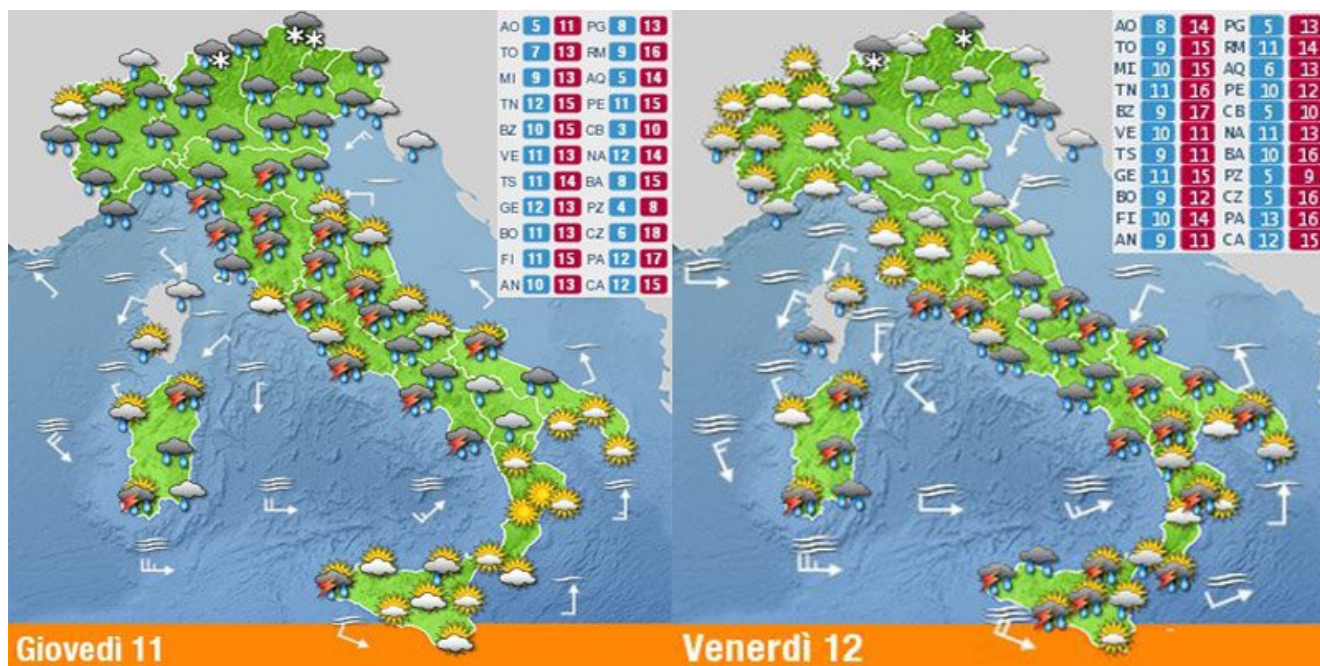 AO 5 11 PG 8 13
TO 7 13 RM 9 16
MI 9 13 AQ 5 14
TN 12 15 PE 11 15
BZ 10 15 CB 3 10
VE 11 13 NA 12 14
TS 11 14 BA 8 15
GE 12 13 PZ 4 8
BO 11 13 CZ 6 18
FI 11 15 PA 12 17
AN 10 13 CA 12 15
Giovedì 11
AO 8 14 PG 5 13
TO 9 15 RM 11 14
MI 10 15 AQ 6 13
TN 11 16 PE 10 12
BZ 9 17 CB 5 10
VE 10 11 NA 11 13
TS 9 11 BA 10 16
GE 11 15 PZ 5 9
BO 9 12 CZ 5 16
FI 10 14 PA 13 16
AN 9 11 CA 12 15
Venerdì 12